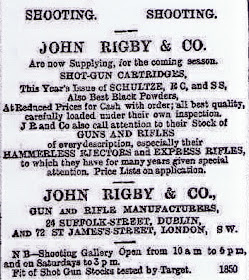 SHOOTING. SHOOTING.
JOHN RIGBY & CO.
Are now Supplying, for the coming season.
SHOT-GUN CARTRIDGES,
This Year's Issue of SCHULTZE, E C, and S S,
Also Best Black Powders,
At Reduced Prices for Cash with order; all best quality,
carefully loaded under their own inspection.
J R and Co also call attention to their Stock of
GUNS AND RIFLES
of every description, especially their
HAMMERLESS EJECTORS and EXPRESS RIFLES,
to which they have for many years given special
attention. Price Lists on application.
JOHN RIGBY & CO.,
GUN AND RIFLE MANUFACTURERS,
24 SUFFOLK-STREET, DUBLIN,
AND 72 ST JAMES'S-STREET, LONDON, S W.
N B—Shooting Gallery Open from 10 a m to 6 p m,
and on Saturdays to 3 p m.
Fit of Shot Gun Stocks tested by Target.